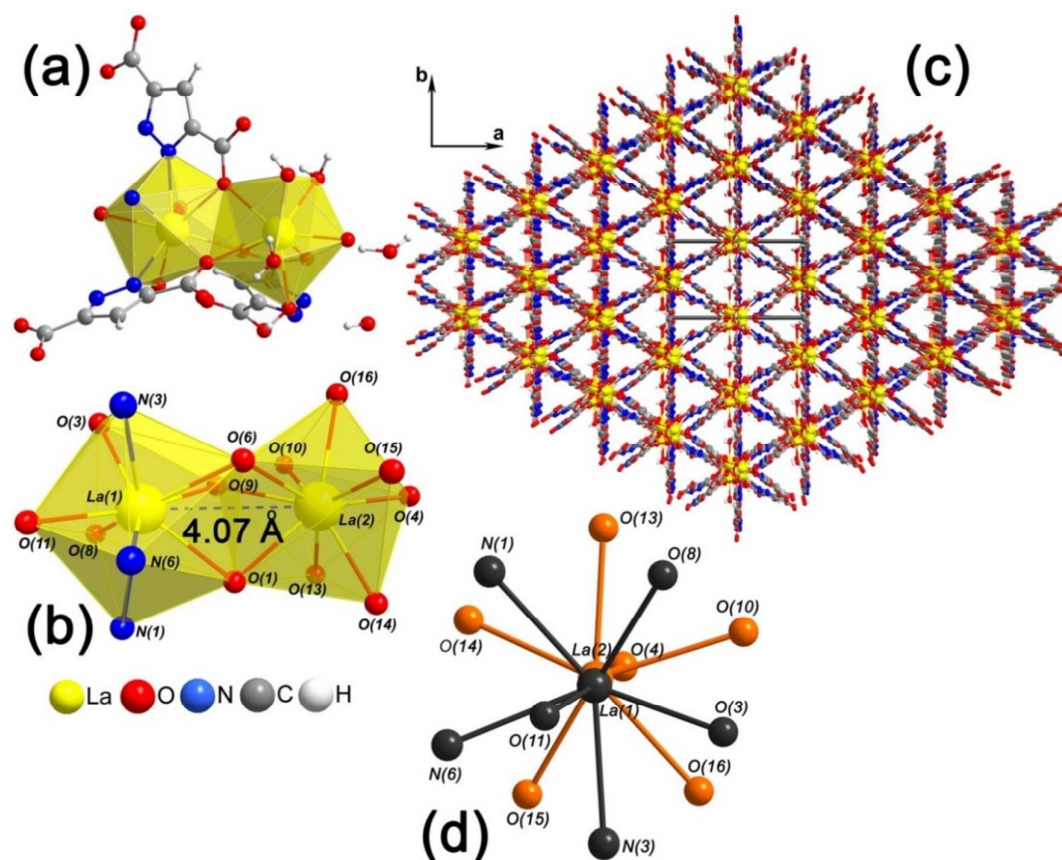 (a)
b
a
(c)
N(3)
O(16)
O(3)
O(6)
O(10)
O(15)
La(1)
O(9)
La(2)
O(4)
4.07 Å
O(11)
O(8)
N(6)
O(1)
O(13)
O(14)
N(1)
(b)
La O N C H
O(13)
N(1)
O(8)
O(10)
O(14)
La(2)
O(4)
La(1)
O(3)
O(11)
N(6)
O(16)
O(15)
N(3)
(d)